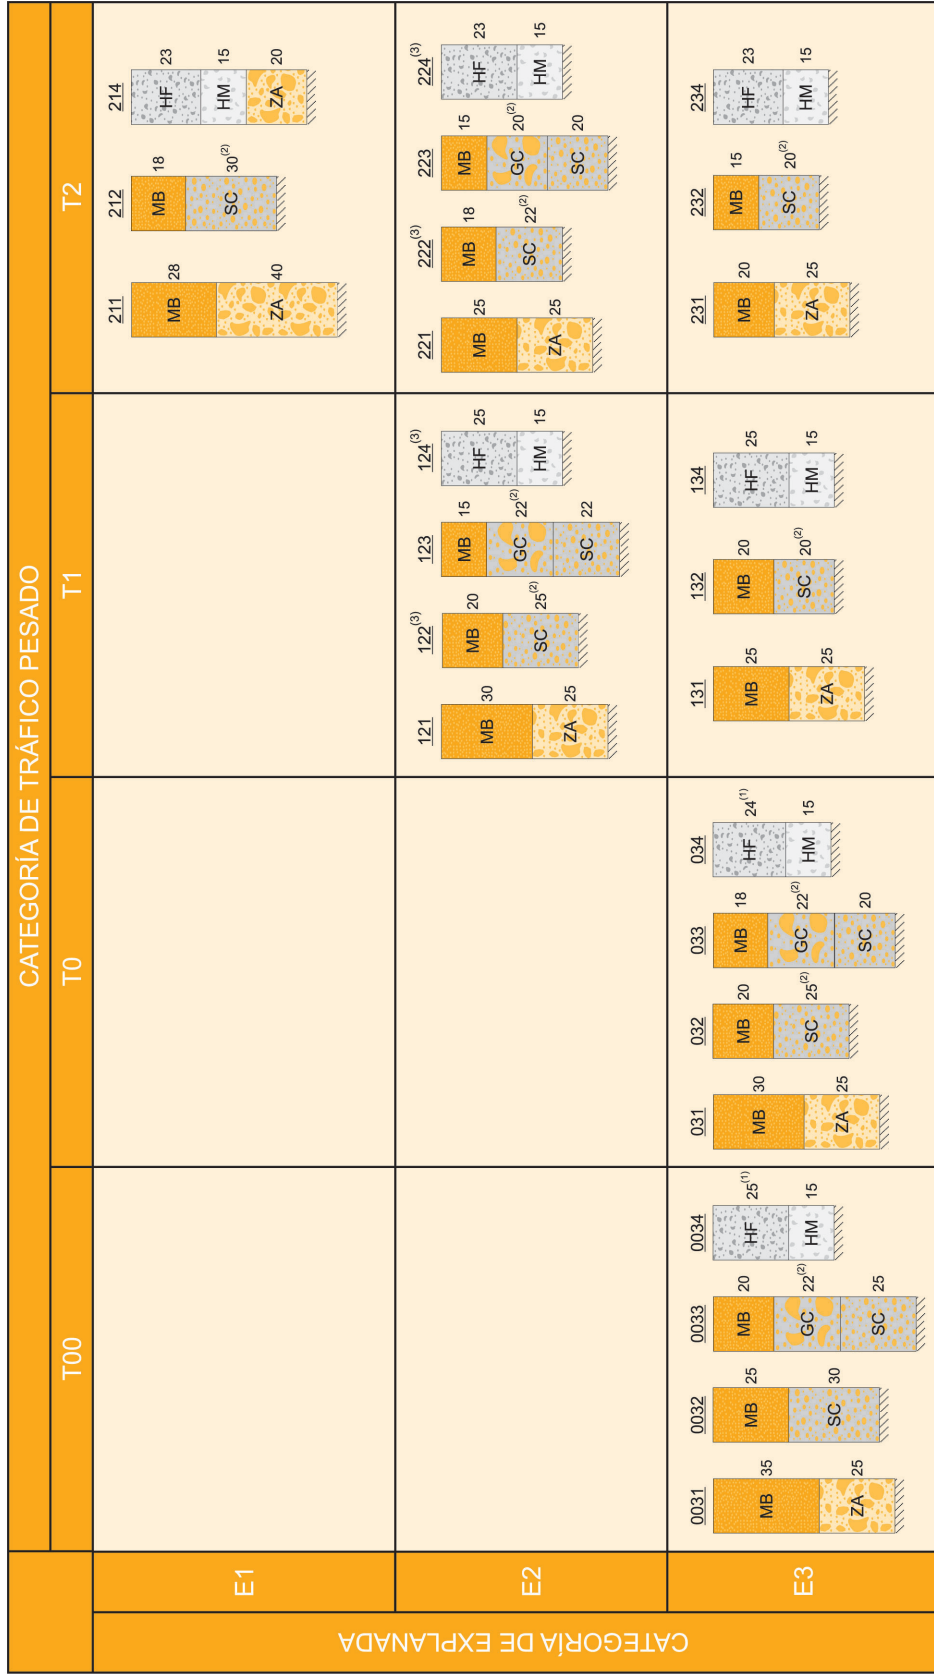 CATEGORÍA DE TRÁFICO PESADO
T00 T0 T1 T2
CATEGORÍA DE EXPLANADA
E1
211 212 214
MB 28
ZA 40
MB 18
SC 30(2)
HF 23
HM 15
ZA 20
E2
121 122(3) 123 124(3)
MB 30
ZA 25
MB 20
SC 25(2)
MB 15
GC 22(2)
SC 22
HF 25
HM 15
221 222(3) 223 224(3)
MB 25
ZA 25
MB 18
SC 22(2)
MB 15
GC 20(2)
SC 20
HF 23
HM 15
E3
0031 0032 0033 0034
MB 35
ZA 25
MB 25
SC 30
MB 20
GC 22(2)
SC 25
HF 25(1)
HM 15
031 032 033 034
MB 30
ZA 25
MB 20
SC 25(2)
MB 18
GC 22(2)
SC 20
HF 24(1)
HM 15
131 132 134
MB 25
ZA 25
MB 20
SC 20(2)
HF 25
HM 15
231 232 234
MB 20
ZA 25
MB 15
SC 20(2)
HF 23
HM 15